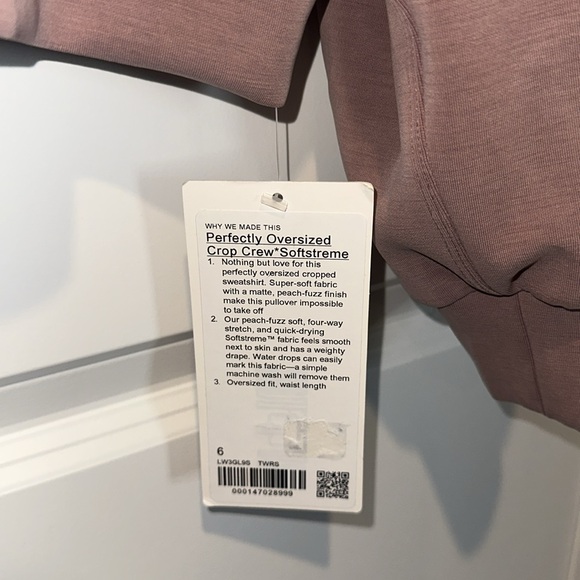 WHY WE MADE THIS
Perfectly Oversized
Crop Crew*Softstreme
1. Nothing but love for this
perfectly oversized cropped
sweatshirt. Super-soft fabric
with a matte, peach-fuzz finish
make this pullover impossible
to take off
2. Our peach-fuzz soft, four-way
stretch, and quick-drying
Softstreme™ fabric feels smooth
next to skin and has a weighty
drape. Water drops can easily
mark this fabric—a simple
machine wash will remove them
3. Oversized fit, waist length
6
LW3GL9S TWRS
000147028999